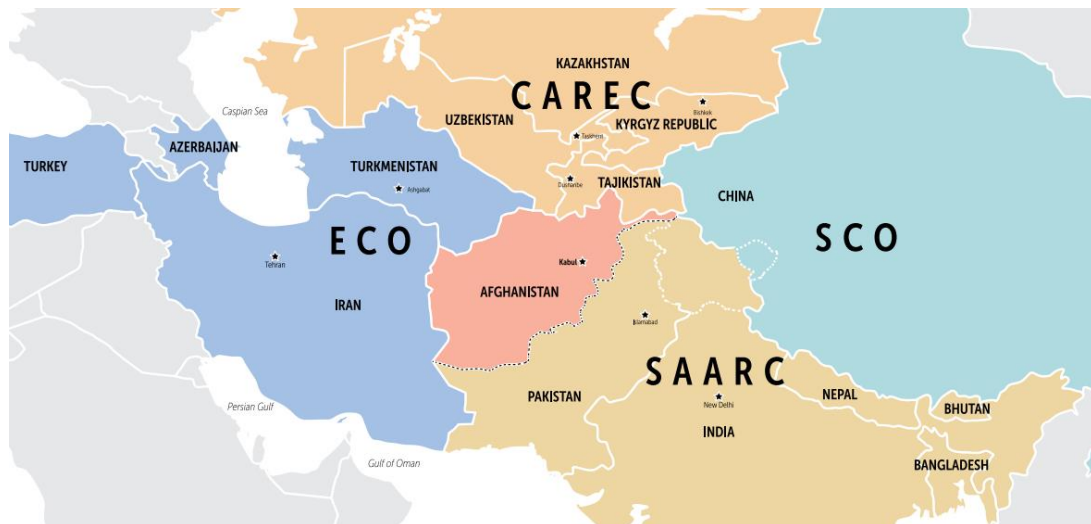 KAZAKHSTAN
CAREC
Caspian Sea
Bishkek
UZBEKISTAN
KYRGYZ REPUBLIC
Tashkent
AZERBAIJAN
TURKEY
TURKMENISTAN
Dushanbe
TAJIKISTAN
Ashgabat
CHINA
ECO
SCO
Tehran
Kabul
AFGHANISTAN
IRAN
Islamabad
SAARC
PAKISTAN
New Delhi
NEPAL
Persian Gulf
BHUTAN
INDIA
Gulf of Oman
BANGLADESH